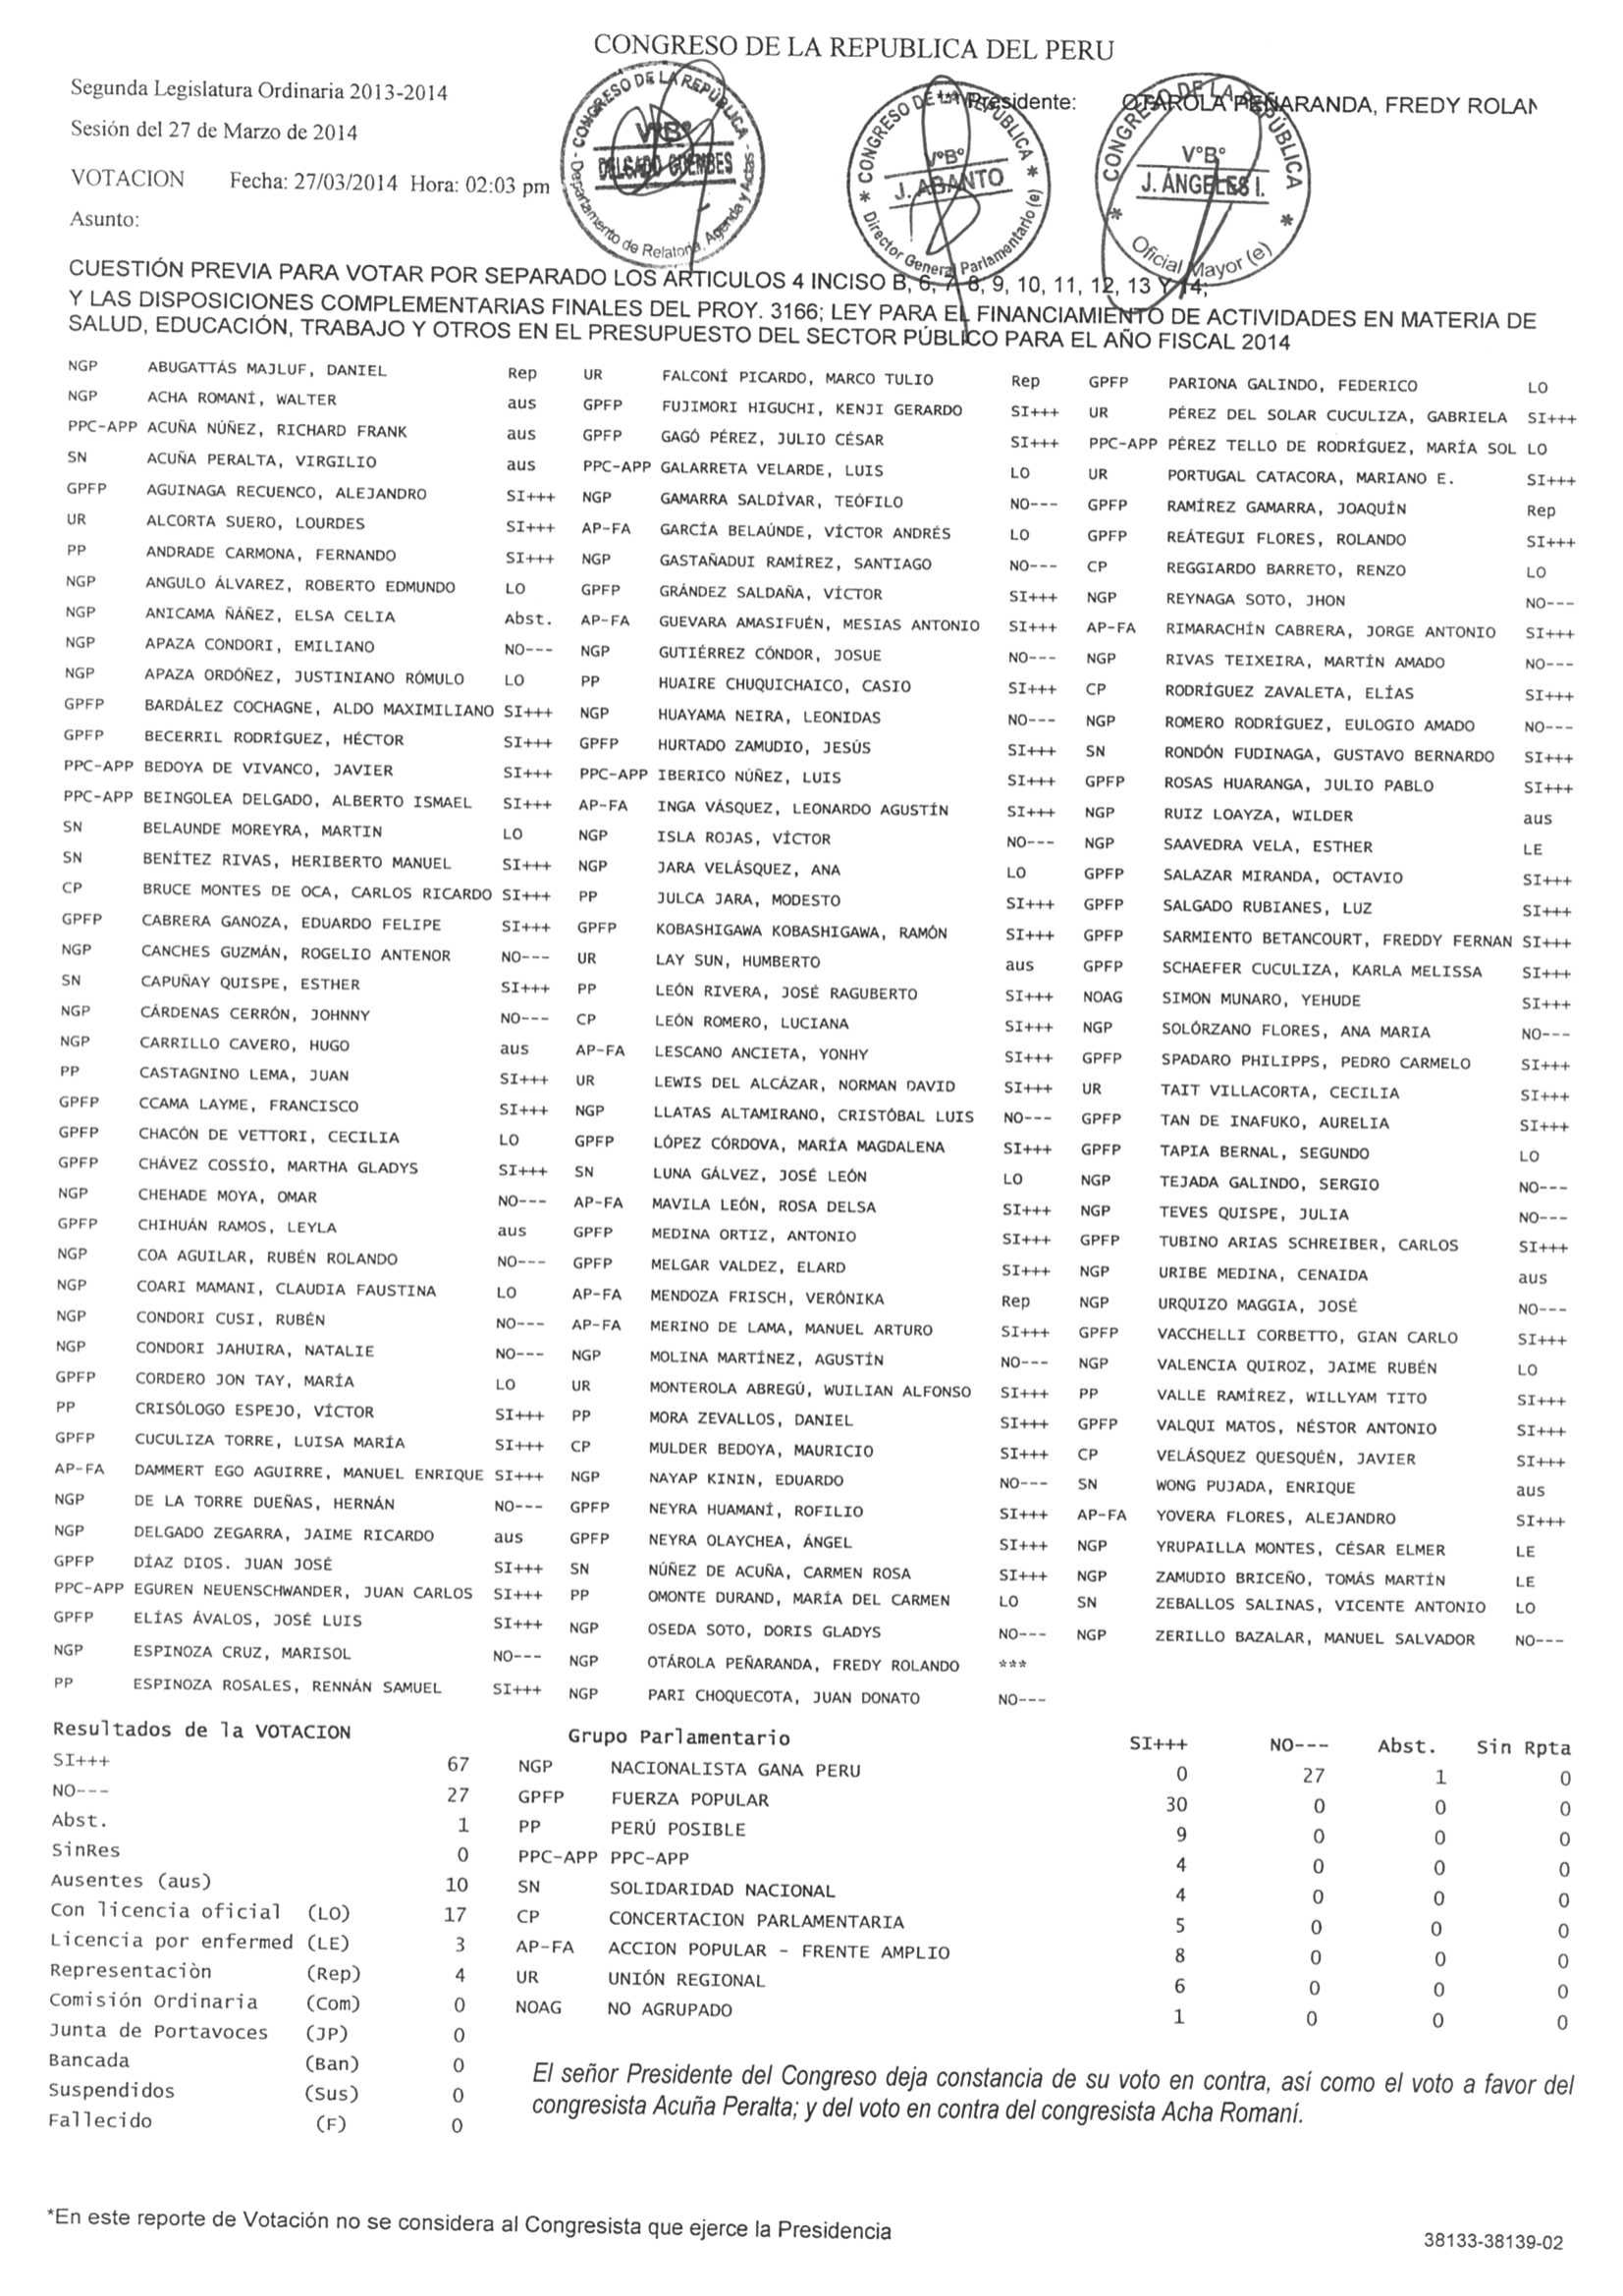 CONGRESO DE LA REPUBLICA DEL PERU
Segunda Legislatura Ordinaria 2013-2014
Presidente: OTAROLA PEÑARANDA, FREDY ROLAN
Sesión del 27 de Marzo de 2014
VOTACION Fecha: 27/03/2014 Hora: 02:03 pm
Asunto:
CONGRESO DE LA REPÚBLICA - Departamento de Relatoría, Agenda y Actas -
V°B°
DELGADO GUEMBES
* CONGRESO DE LA REPÚBLICA * Director General Parlamentario (e)
V°B°
J. ABANTO
CONGRESO DE LA REPÚBLICA * Oficial Mayor (e) *
V°B°
J. ÁNGELES I.
CUESTIÓN PREVIA PARA VOTAR POR SEPARADO LOS ARTICULOS 4 INCISO B, 6, 7, 8, 9, 10, 11, 12, 13 Y 14;
Y LAS DISPOSICIONES COMPLEMENTARIAS FINALES DEL PROY. 3166; LEY PARA EL FINANCIAMIENTO DE ACTIVIDADES EN MATERIA DE
SALUD, EDUCACIÓN, TRABAJO Y OTROS EN EL PRESUPUESTO DEL SECTOR PÚBLICO PARA EL AÑO FISCAL 2014
NGP ABUGATTÁS MAJLUF, DANIEL Rep UR FALCONÍ PICARDO, MARCO TULIO Rep GPFP PARIONA GALINDO, FEDERICO LO
NGP ACHA ROMANÍ, WALTER aus GPFP FUJIMORI HIGUCHI, KENJI GERARDO SI+++ UR PÉREZ DEL SOLAR CUCULIZA, GABRIELA SI+++
PPC-APP ACUÑA NÚÑEZ, RICHARD FRANK aus GPFP GAGÓ PÉREZ, JULIO CÉSAR SI+++ PPC-APP PÉREZ TELLO DE RODRÍGUEZ, MARÍA SOL LO
SN ACUÑA PERALTA, VIRGILIO aus PPC-APP GALARRETA VELARDE, LUIS LO UR PORTUGAL CATACORA, MARIANO E. SI+++
GPFP AGUINAGA RECUENCO, ALEJANDRO SI+++ NGP GAMARRA SALDÍVAR, TEÓFILO NO--- GPFP RAMÍREZ GAMARRA, JOAQUÍN Rep
UR ALCORTA SUERO, LOURDES SI+++ AP-FA GARCÍA BELAÚNDE, VÍCTOR ANDRÉS LO GPFP REÁTEGUI FLORES, ROLANDO SI+++
PP ANDRADE CARMONA, FERNANDO SI+++ NGP GASTAÑADUI RAMÍREZ, SANTIAGO NO--- CP REGGIARDO BARRETO, RENZO LO
NGP ANGULO ÁLVAREZ, ROBERTO EDMUNDO LO GPFP GRÁNDEZ SALDAÑA, VÍCTOR SI+++ NGP REYNAGA SOTO, JHON NO---
NGP ANICAMA ÑÁÑEZ, ELSA CELIA Abst. AP-FA GUEVARA AMASIFUÉN, MESIAS ANTONIO SI+++ AP-FA RIMARACHÍN CABRERA, JORGE ANTONIO SI+++
NGP APAZA CONDORI, EMILIANO NO--- NGP GUTIÉRREZ CÓNDOR, JOSUE NO--- NGP RIVAS TEIXEIRA, MARTÍN AMADO NO---
NGP APAZA ORDÓÑEZ, JUSTINIANO RÓMULO LO PP HUAIRE CHUQUICHAICO, CASIO SI+++ CP RODRÍGUEZ ZAVALETA, ELÍAS SI+++
GPFP BARDÁLEZ COCHAGNE, ALDO MAXIMILIANO SI+++ NGP HUAYAMA NEIRA, LEONIDAS NO--- NGP ROMERO RODRÍGUEZ, EULOGIO AMADO NO---
GPFP BECERRIL RODRÍGUEZ, HÉCTOR SI+++ GPFP HURTADO ZAMUDIO, JESÚS SI+++ SN RONDÓN FUDINAGA, GUSTAVO BERNARDO SI+++
PPC-APP BEDOYA DE VIVANCO, JAVIER SI+++ PPC-APP IBERICO NÚÑEZ, LUIS SI+++ GPFP ROSAS HUARANGA, JULIO PABLO SI+++
PPC-APP BEINGOLEA DELGADO, ALBERTO ISMAEL SI+++ AP-FA INGA VÁSQUEZ, LEONARDO AGUSTÍN SI+++ NGP RUIZ LOAYZA, WILDER aus
SN BELAUNDE MOREYRA, MARTIN LO NGP ISLA ROJAS, VÍCTOR NO--- NGP SAAVEDRA VELA, ESTHER LE
SN BENÍTEZ RIVAS, HERIBERTO MANUEL SI+++ NGP JARA VELÁSQUEZ, ANA LO GPFP SALAZAR MIRANDA, OCTAVIO SI+++
CP BRUCE MONTES DE OCA, CARLOS RICARDO SI+++ PP JULCA JARA, MODESTO SI+++ GPFP SALGADO RUBIANES, LUZ SI+++
GPFP CABRERA GANOZA, EDUARDO FELIPE SI+++ GPFP KOBASHIGAWA KOBASHIGAWA, RAMÓN SI+++ GPFP SARMIENTO BETANCOURT, FREDDY FERNAN SI+++
NGP CANCHES GUZMÁN, ROGELIO ANTENOR NO--- UR LAY SUN, HUMBERTO aus GPFP SCHAEFER CUCULIZA, KARLA MELISSA SI+++
SN CAPUÑAY QUISPE, ESTHER SI+++ PP LEÓN RIVERA, JOSÉ RAGUBERTO SI+++ NOAG SIMON MUNARO, YEHUDE SI+++
NGP CÁRDENAS CERRÓN, JOHNNY NO--- CP LEÓN ROMERO, LUCIANA SI+++ NGP SOLÓRZANO FLORES, ANA MARIA NO---
NGP CARRILLO CAVERO, HUGO aus AP-FA LESCANO ANCIETA, YONHY SI+++ GPFP SPADARO PHILIPPS, PEDRO CARMELO SI+++
PP CASTAGNINO LEMA, JUAN SI+++ UR LEWIS DEL ALCÁZAR, NORMAN DAVID SI+++ UR TAIT VILLACORTA, CECILIA SI+++
GPFP CCAMA LAYME, FRANCISCO SI+++ NGP LLATAS ALTAMIRANO, CRISTÓBAL LUIS NO--- GPFP TAN DE INAFUKO, AURELIA SI+++
GPFP CHACÓN DE VETTORI, CECILIA LO GPFP LÓPEZ CÓRDOVA, MARÍA MAGDALENA SI+++ GPFP TAPIA BERNAL, SEGUNDO LO
GPFP CHÁVEZ COSSÍO, MARTHA GLADYS SI+++ SN LUNA GÁLVEZ, JOSÉ LEÓN LO NGP TEJADA GALINDO, SERGIO NO---
NGP CHEHADE MOYA, OMAR NO--- AP-FA MAVILA LEÓN, ROSA DELSA SI+++ NGP TEVES QUISPE, JULIA NO---
GPFP CHIHUÁN RAMOS, LEYLA aus GPFP MEDINA ORTIZ, ANTONIO SI+++ GPFP TUBINO ARIAS SCHREIBER, CARLOS SI+++
NGP COA AGUILAR, RUBÉN ROLANDO NO--- GPFP MELGAR VALDEZ, ELARD SI+++ NGP URIBE MEDINA, CENAIDA aus
NGP COARI MAMANI, CLAUDIA FAUSTINA LO AP-FA MENDOZA FRISCH, VERÓNIKA Rep NGP URQUIZO MAGGIA, JOSÉ NO---
NGP CONDORI CUSI, RUBÉN NO--- AP-FA MERINO DE LAMA, MANUEL ARTURO SI+++ GPFP VACCHELLI CORBETTO, GIAN CARLO SI+++
NGP CONDORI JAHUIRA, NATALIE NO--- NGP MOLINA MARTÍNEZ, AGUSTÍN NO--- NGP VALENCIA QUIROZ, JAIME RUBÉN LO
GPFP CORDERO JON TAY, MARÍA LO UR MONTEROLA ABREGÚ, WUILIAN ALFONSO SI+++ PP VALLE RAMÍREZ, WILLYAM TITO SI+++
PP CRISÓLOGO ESPEJO, VÍCTOR SI+++ PP MORA ZEVALLOS, DANIEL SI+++ GPFP VALQUI MATOS, NÉSTOR ANTONIO SI+++
GPFP CUCULIZA TORRE, LUISA MARÍA SI+++ CP MULDER BEDOYA, MAURICIO SI+++ CP VELÁSQUEZ QUESQUÉN, JAVIER SI+++
AP-FA DAMMERT EGO AGUIRRE, MANUEL ENRIQUE SI+++ NGP NAYAP KININ, EDUARDO NO--- SN WONG PUJADA, ENRIQUE aus
NGP DE LA TORRE DUEÑAS, HERNÁN NO--- GPFP NEYRA HUAMANÍ, ROFILIO SI+++ AP-FA YOVERA FLORES, ALEJANDRO SI+++
NGP DELGADO ZEGARRA, JAIME RICARDO aus GPFP NEYRA OLAYCHEA, ÁNGEL SI+++ NGP YRUPAILLA MONTES, CÉSAR ELMER LE
GPFP DÍAZ DIOS. JUAN JOSÉ SI+++ SN NÚÑEZ DE ACUÑA, CARMEN ROSA SI+++ NGP ZAMUDIO BRICEÑO, TOMÁS MARTÍN LE
PPC-APP EGUREN NEUENSCHWANDER, JUAN CARLOS SI+++ PP OMONTE DURAND, MARÍA DEL CARMEN LO SN ZEBALLOS SALINAS, VICENTE ANTONIO LO
GPFP ELÍAS ÁVALOS, JOSÉ LUIS SI+++ NGP OSEDA SOTO, DORIS GLADYS NO--- NGP ZERILLO BAZALAR, MANUEL SALVADOR NO---
NGP ESPINOZA CRUZ, MARISOL NO--- NGP OTÁROLA PEÑARANDA, FREDY ROLANDO ***
PP ESPINOZA ROSALES, RENNÁN SAMUEL SI+++ NGP PARI CHOQUECOTA, JUAN DONATO NO---
Resultados de la VOTACION Grupo Parlamentario SI+++ NO--- Abst. Sin Rpta
SI+++ 67 NGP NACIONALISTA GANA PERU 0 27 1 0
NO--- 27 GPFP FUERZA POPULAR 30 0 0 0
Abst. 1 PP PERÚ POSIBLE 9 0 0 0
SinRes 0 PPC-APP PPC-APP 4 0 0 0
Ausentes (aus) 10 SN SOLIDARIDAD NACIONAL 4 0 0 0
Con licencia oficial (LO) 17 CP CONCERTACION PARLAMENTARIA 5 0 0 0
Licencia por enfermed (LE) 3 AP-FA ACCION POPULAR - FRENTE AMPLIO 8 0 0 0
Representaciòn (Rep) 4 UR UNIÓN REGIONAL 6 0 0 0
Comisión Ordinaria (Com) 0 NOAG NO AGRUPADO 1 0 0 0
Junta de Portavoces (JP) 0
Bancada (Ban) 0
Suspendidos (Sus) 0
Fallecido (F) 0
El señor Presidente del Congreso deja constancia de su voto en contra, así como el voto a favor del
congresista Acuña Peralta; y del voto en contra del congresista Acha Romaní.
*En este reporte de Votación no se considera al Congresista que ejerce la Presidencia
38133-38139-02